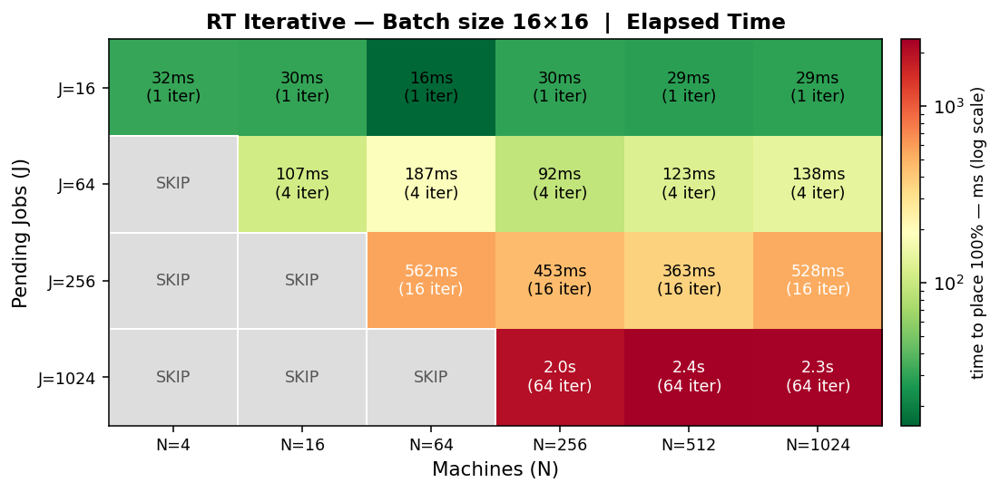 RT Iterative — Batch size 16×16 | Elapsed Time
Pending Jobs (J)
J=16
32ms
(1 iter)
30ms
(1 iter)
16ms
(1 iter)
30ms
(1 iter)
29ms
(1 iter)
29ms
(1 iter)
J=64
SKIP
107ms
(4 iter)
187ms
(4 iter)
92ms
(4 iter)
123ms
(4 iter)
138ms
(4 iter)
J=256
SKIP
SKIP
562ms
(16 iter)
453ms
(16 iter)
363ms
(16 iter)
528ms
(16 iter)
J=1024
SKIP
SKIP
SKIP
2.0s
(64 iter)
2.4s
(64 iter)
2.3s
(64 iter)
N=4
N=16
N=64
N=256
N=512
N=1024
Machines (N)
10³
10²
time to place 100% — ms (log scale)